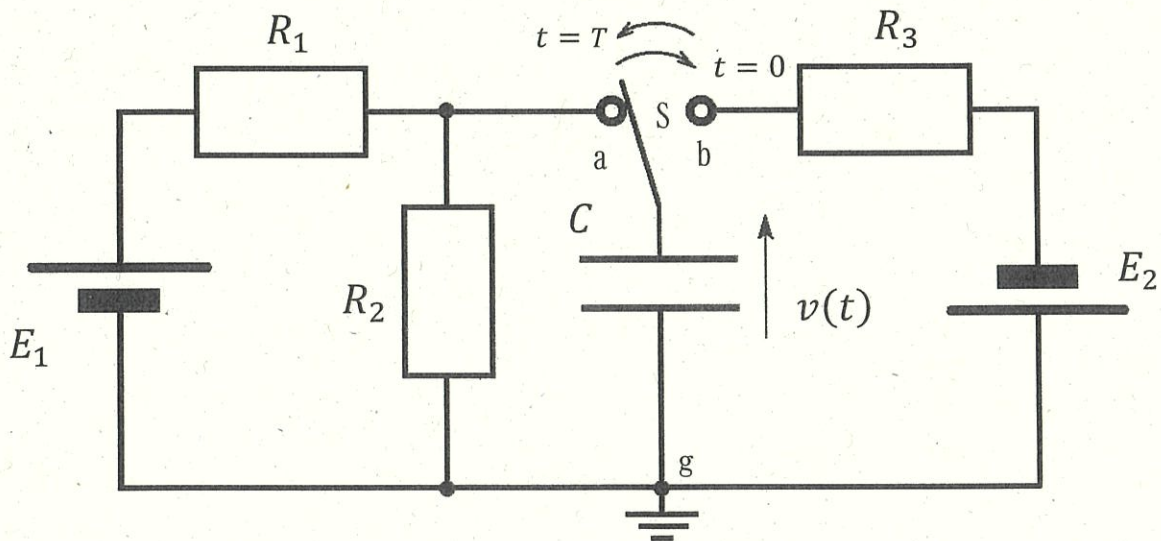 R₁
t = T
R₃
t = 0
S
a
b
C
R₂
v(t)
E₂
E₁
g